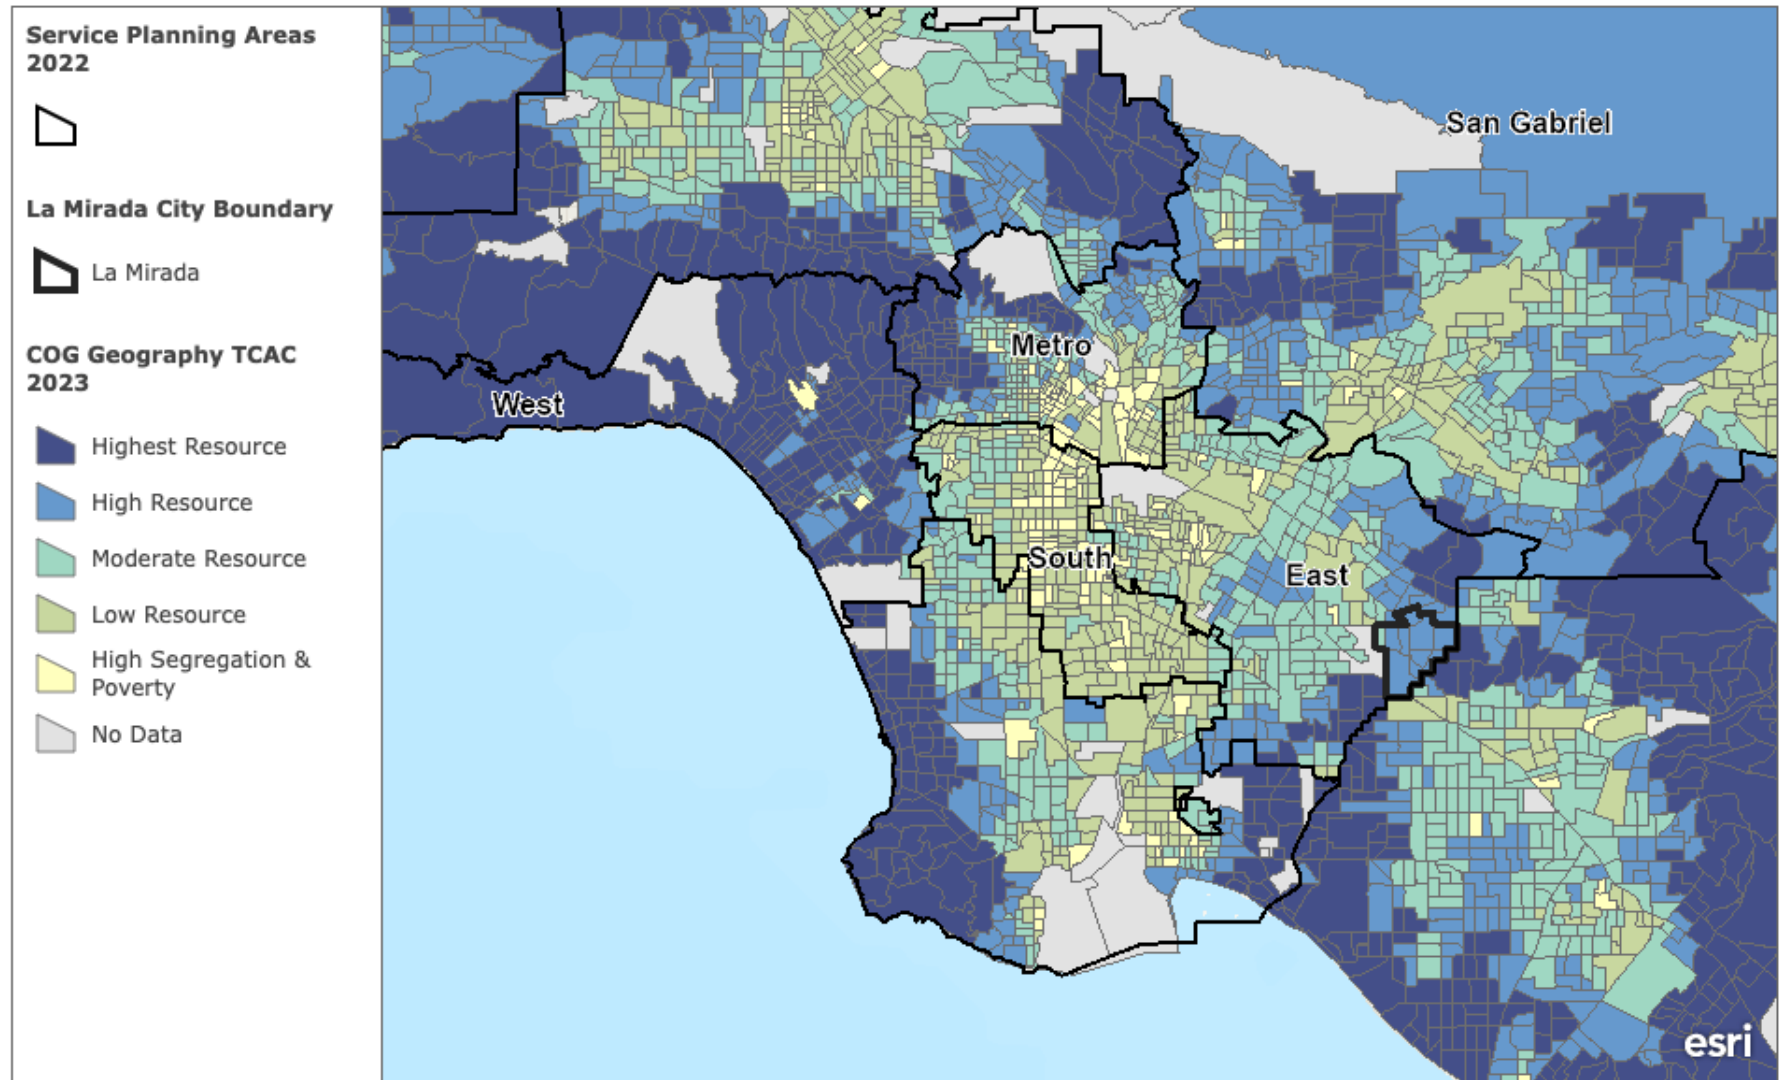 Service Planning Areas
2022
La Mirada City Boundary
La Mirada
COG Geography TCAC
2023
Highest Resource
High Resource
Moderate Resource
Low Resource
High Segregation &
Poverty
No Data
San Gabriel
Metro
West
South
East
esri